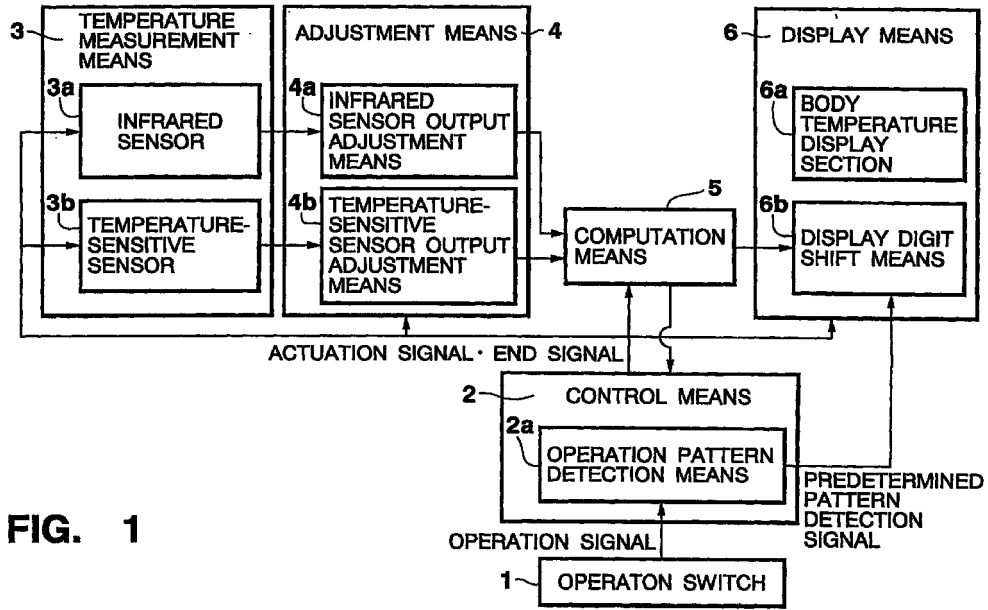 3
TEMPERATURE
MEASUREMENT
MEANS
3a
INFRARED
SENSOR
3b
TEMPERATURE-
SENSITIVE
SENSOR
ADJUSTMENT MEANS
4
4a
INFRARED
SENSOR OUTPUT
ADJUSTMENT
MEANS
4b
TEMPERATURE-
SENSITIVE
SENSOR OUTPUT
ADJUSTMENT
MEANS
5
COMPUTATION
MEANS
6
DISPLAY MEANS
6a
BODY
TEMPERATURE
DISPLAY
SECTION
6b
DISPLAY DIGIT
SHIFT MEANS
ACTUATION SIGNAL · END SIGNAL
2
CONTROL MEANS
2a
OPERATION PATTERN
DETECTION MEANS
PREDETERMINED
PATTERN
DETECTION
SIGNAL
OPERATION SIGNAL
1
OPERATON SWITCH
FIG. 1